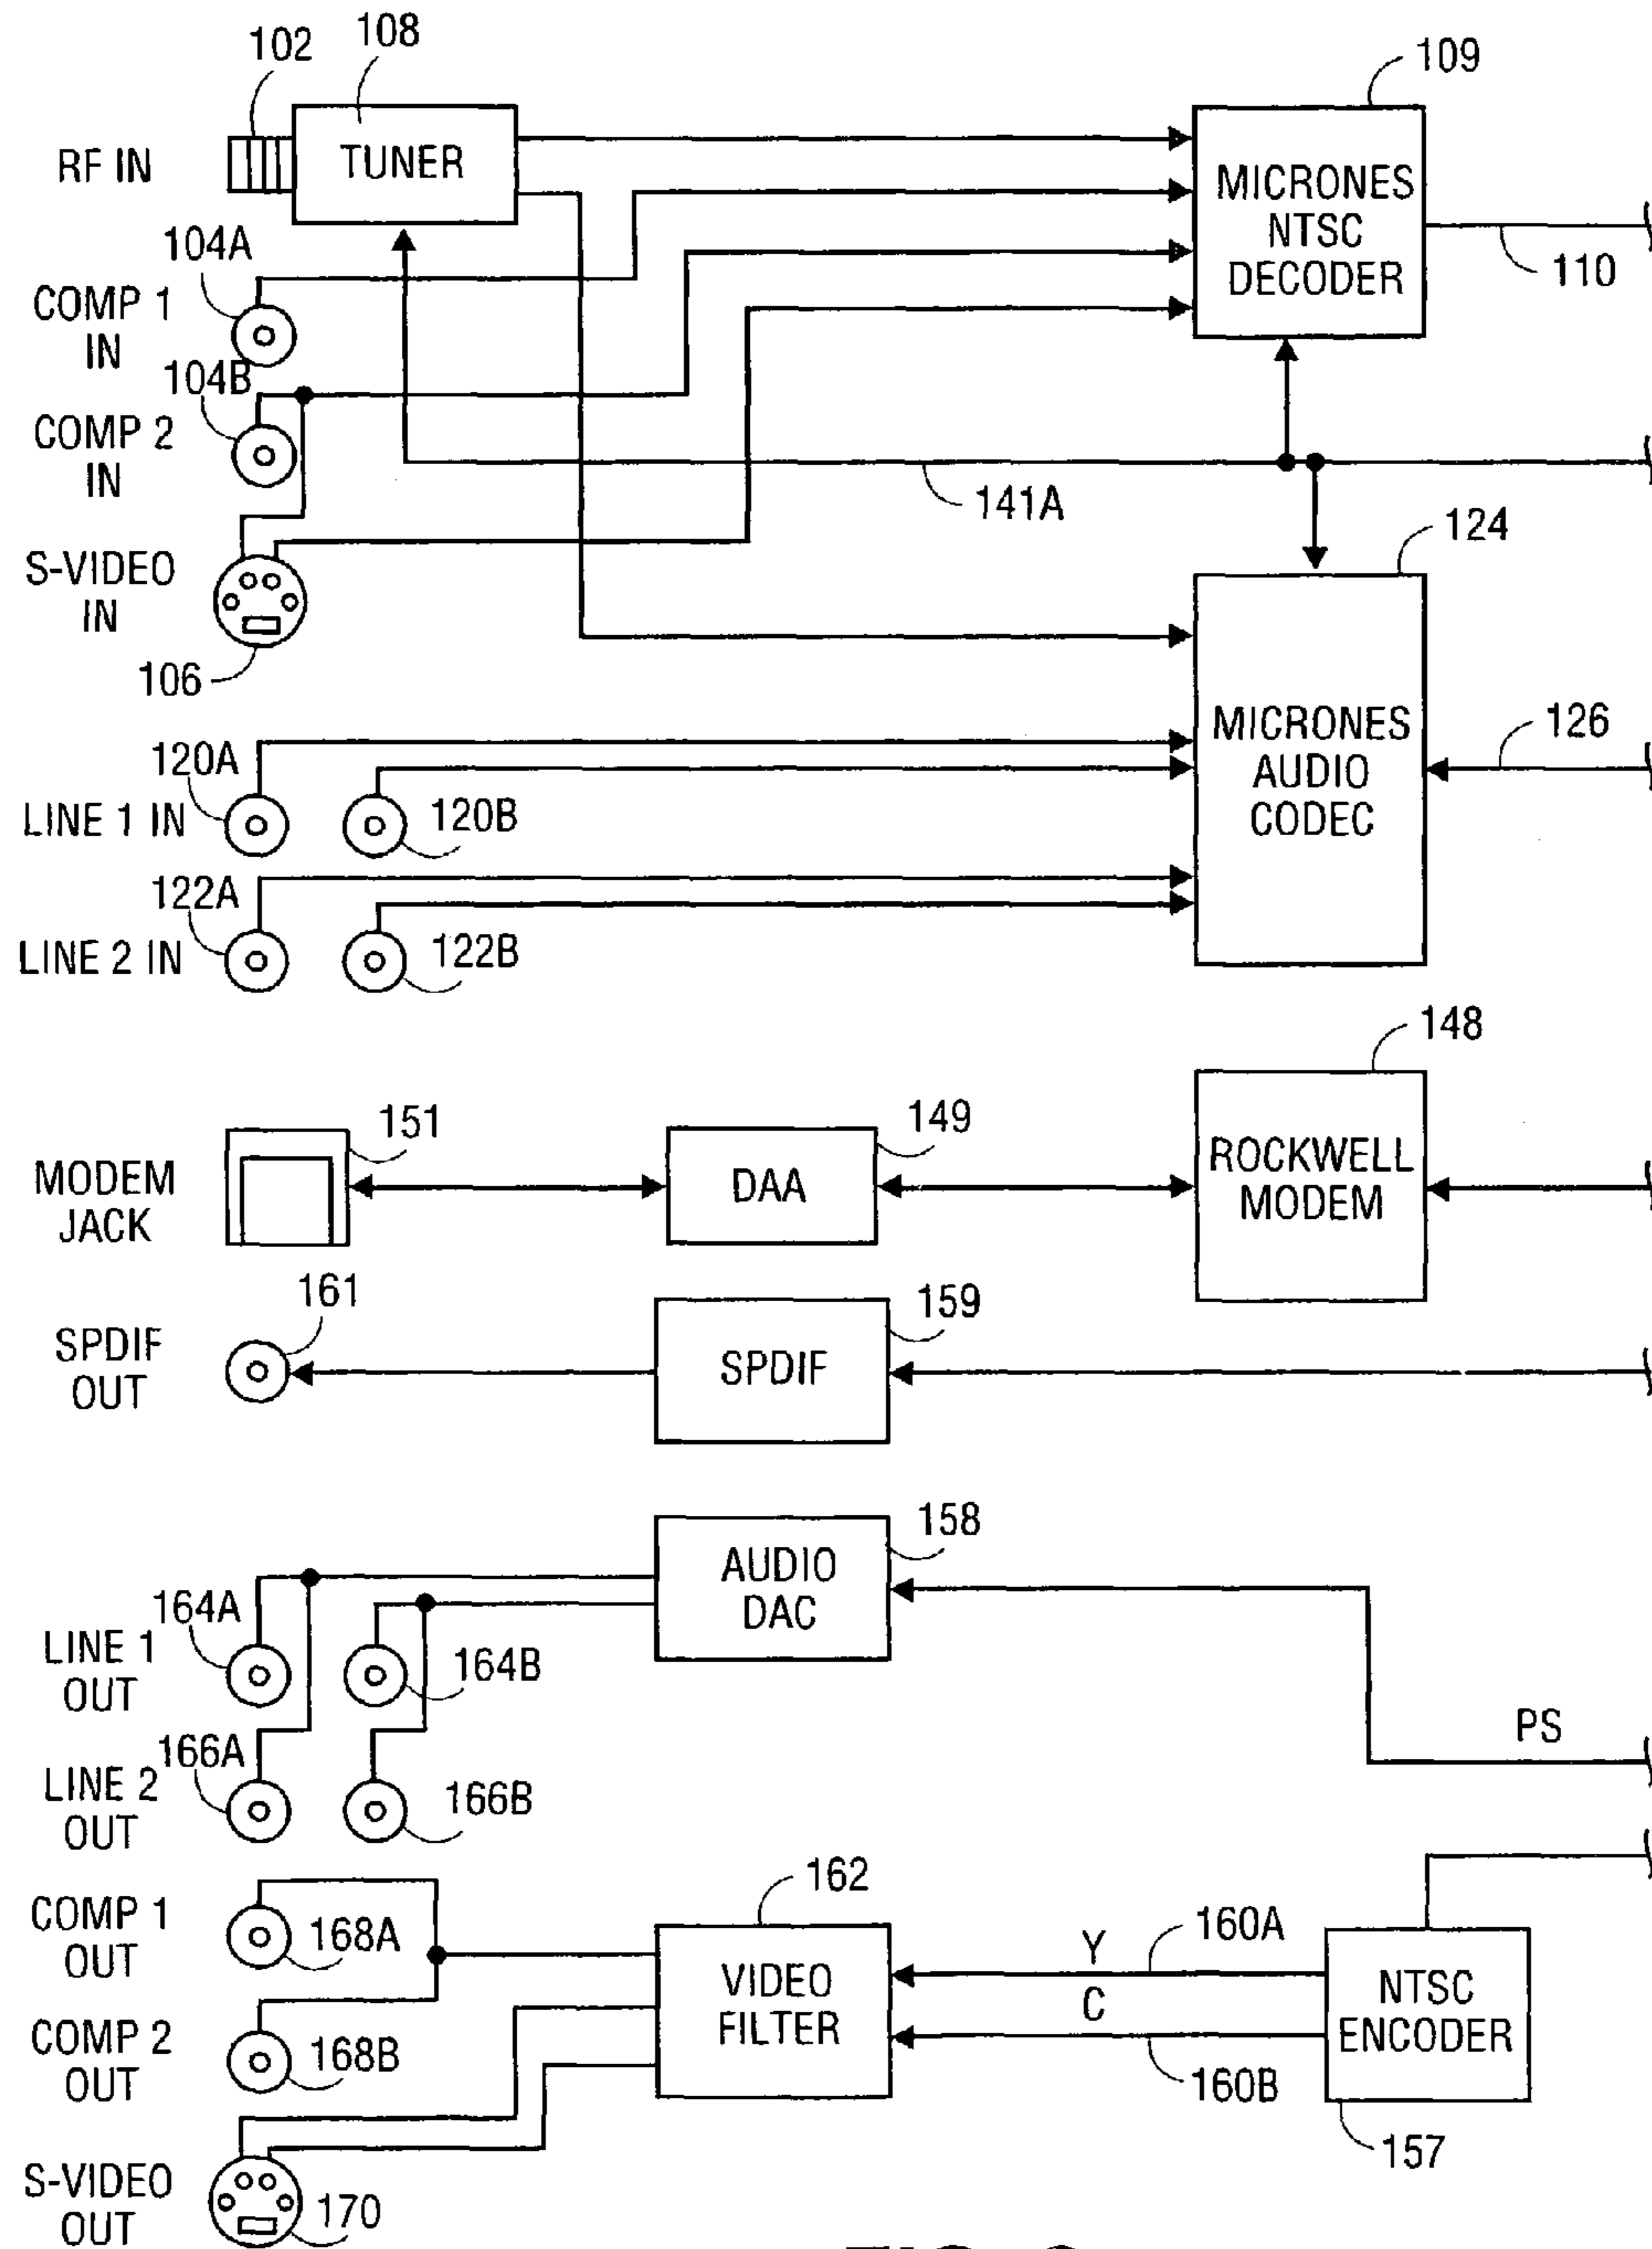 102
108
109
RF IN
TUNER
MICRONES
NTSC
DECODER
110
104A
COMP 1
IN
104B
COMP 2
IN
141A
124
S-VIDEO
IN
106
MICRONES
AUDIO
CODEC
126
120A
LINE 1 IN
120B
122A
LINE 2 IN
122B
148
151
149
MODEM
JACK
DAA
ROCKWELL
MODEM
161
159
SPDIF
OUT
SPDIF
158
AUDIO
DAC
164A
LINE 1
OUT
164B
PS
166A
LINE 2
OUT
166B
162
COMP 1
OUT
168A
Y
160A
VIDEO
FILTER
C
NTSC
ENCODER
COMP 2
OUT
168B
160B
157
S-VIDEO
OUT
170